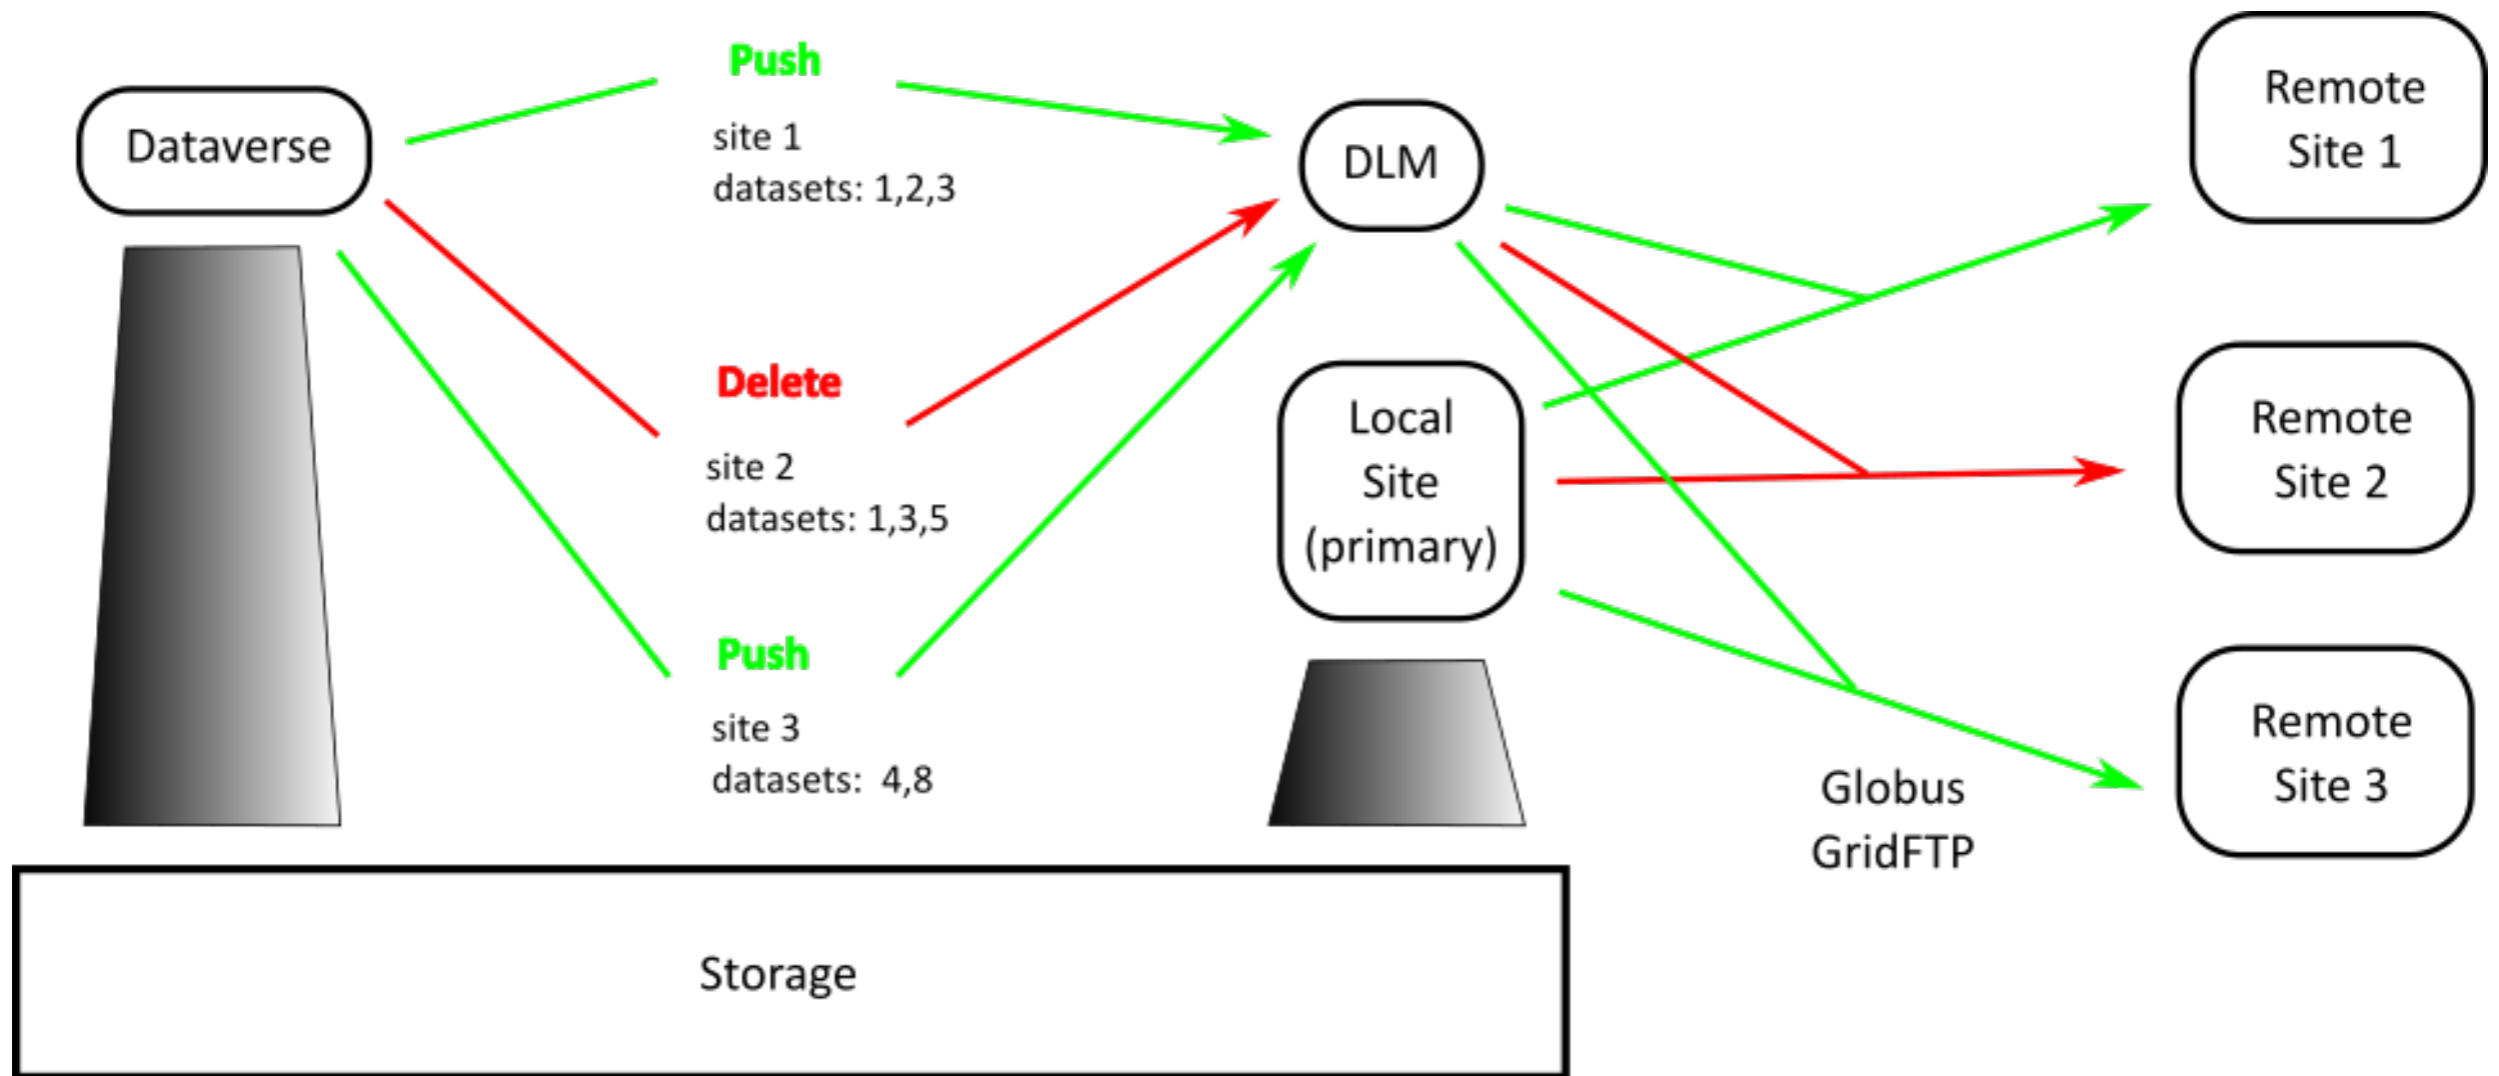 Dataverse
Push
site 1
datasets: 1,2,3
Delete
site 2
datasets: 1,3,5
Push
site 3
datasets: 4,8
DLM
Local
Site
(primary)
Remote
Site 1
Remote
Site 2
Remote
Site 3
Globus
GridFTP
Storage